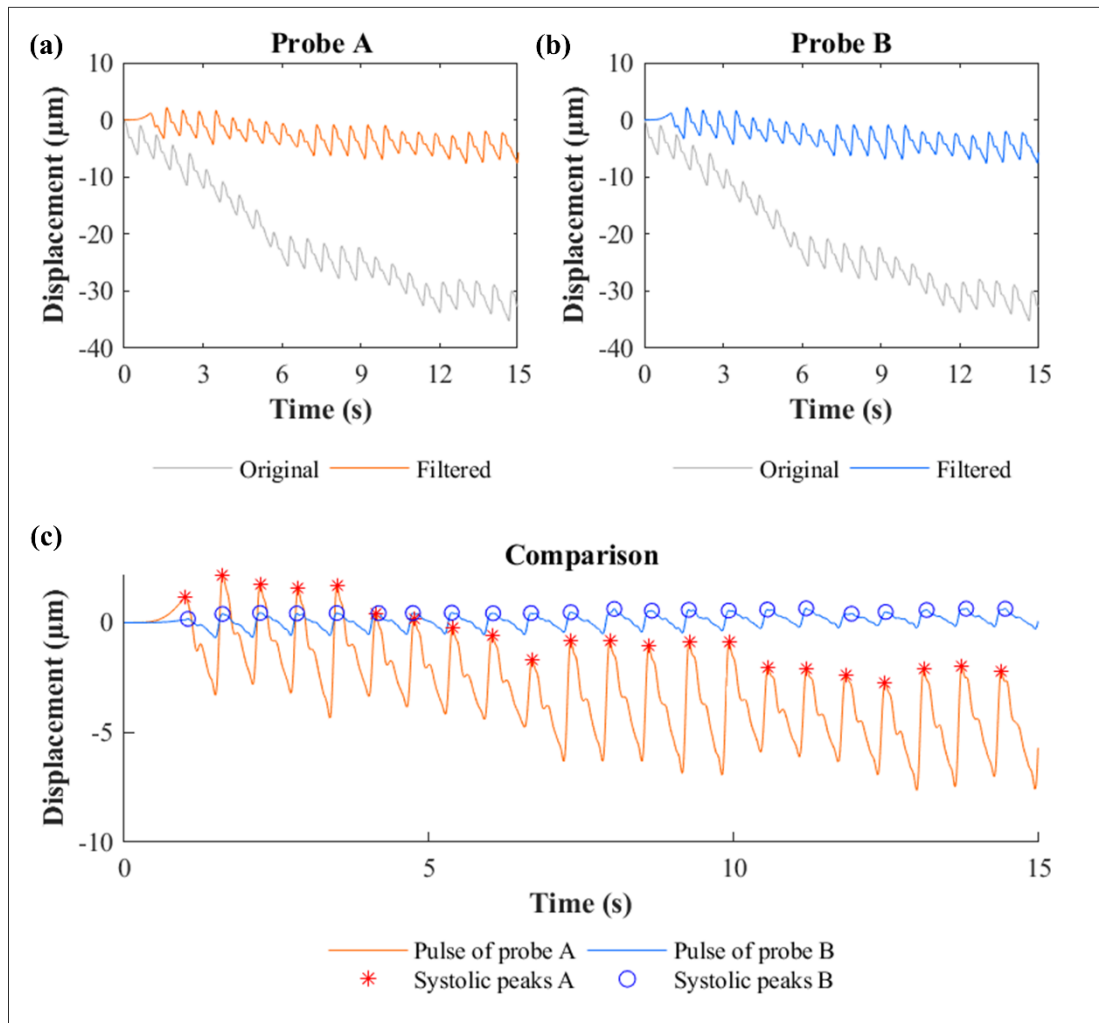 (a)
Probe A
Displacement (µm)
10
0
-10
-20
-30
-40
0 3 6 9 12 15
Time (s)
Original Filtered
(b)
Probe B
Displacement (µm)
10
0
-10
-20
-30
-40
0 3 6 9 12 15
Time (s)
Original Filtered
(c)
Comparison
Displacement (µm)
0
-5
-10
0 5 10 15
Time (s)
Pulse of probe A Pulse of probe B
Systolic peaks A Systolic peaks B